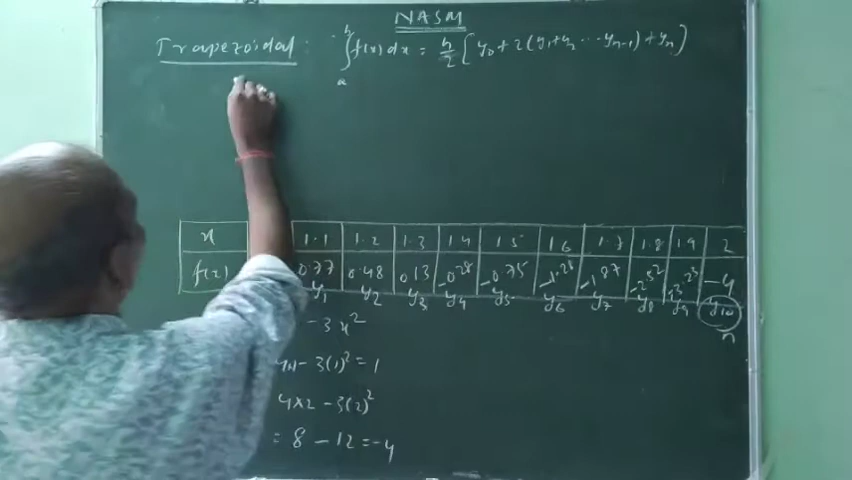 NASM
Trapezoidal : ∫ₐᵇ f(x) dx = h/2 [ y0 + 2(y1+y2 ... yn-1) + yn ]
x 1.1 1.2 1.3 1.4 1.5 1.6 1.7 1.8 1.9 2
f(x) 0.77 0.48 0.13 -0.28 -0.75 -1.28 -1.87 -2.52 -3.23 -4
y1 y2 y3 y4 y5 y6 y7 y8 y9 y10
n
- 3x²
- 3(1)² = 1
4×2 - 3(2)²
= 8 - 12 = -4